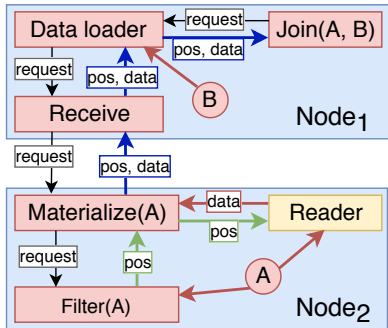 Data loader
request
Join(A, B)
pos, data
request
pos, data
B
Receive
Node1
request
pos, data
Materialize(A)
data
Reader
pos
request
pos
A
Filter(A)
Node2